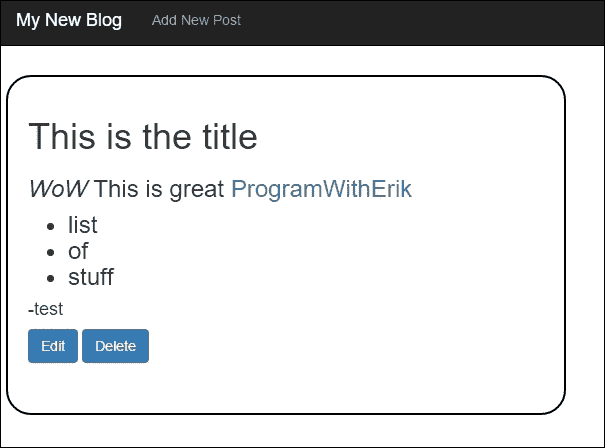 My New Blog Add New Post
This is the title
WoW This is great ProgramWithErik
list
of
stuff
-test
Edit Delete